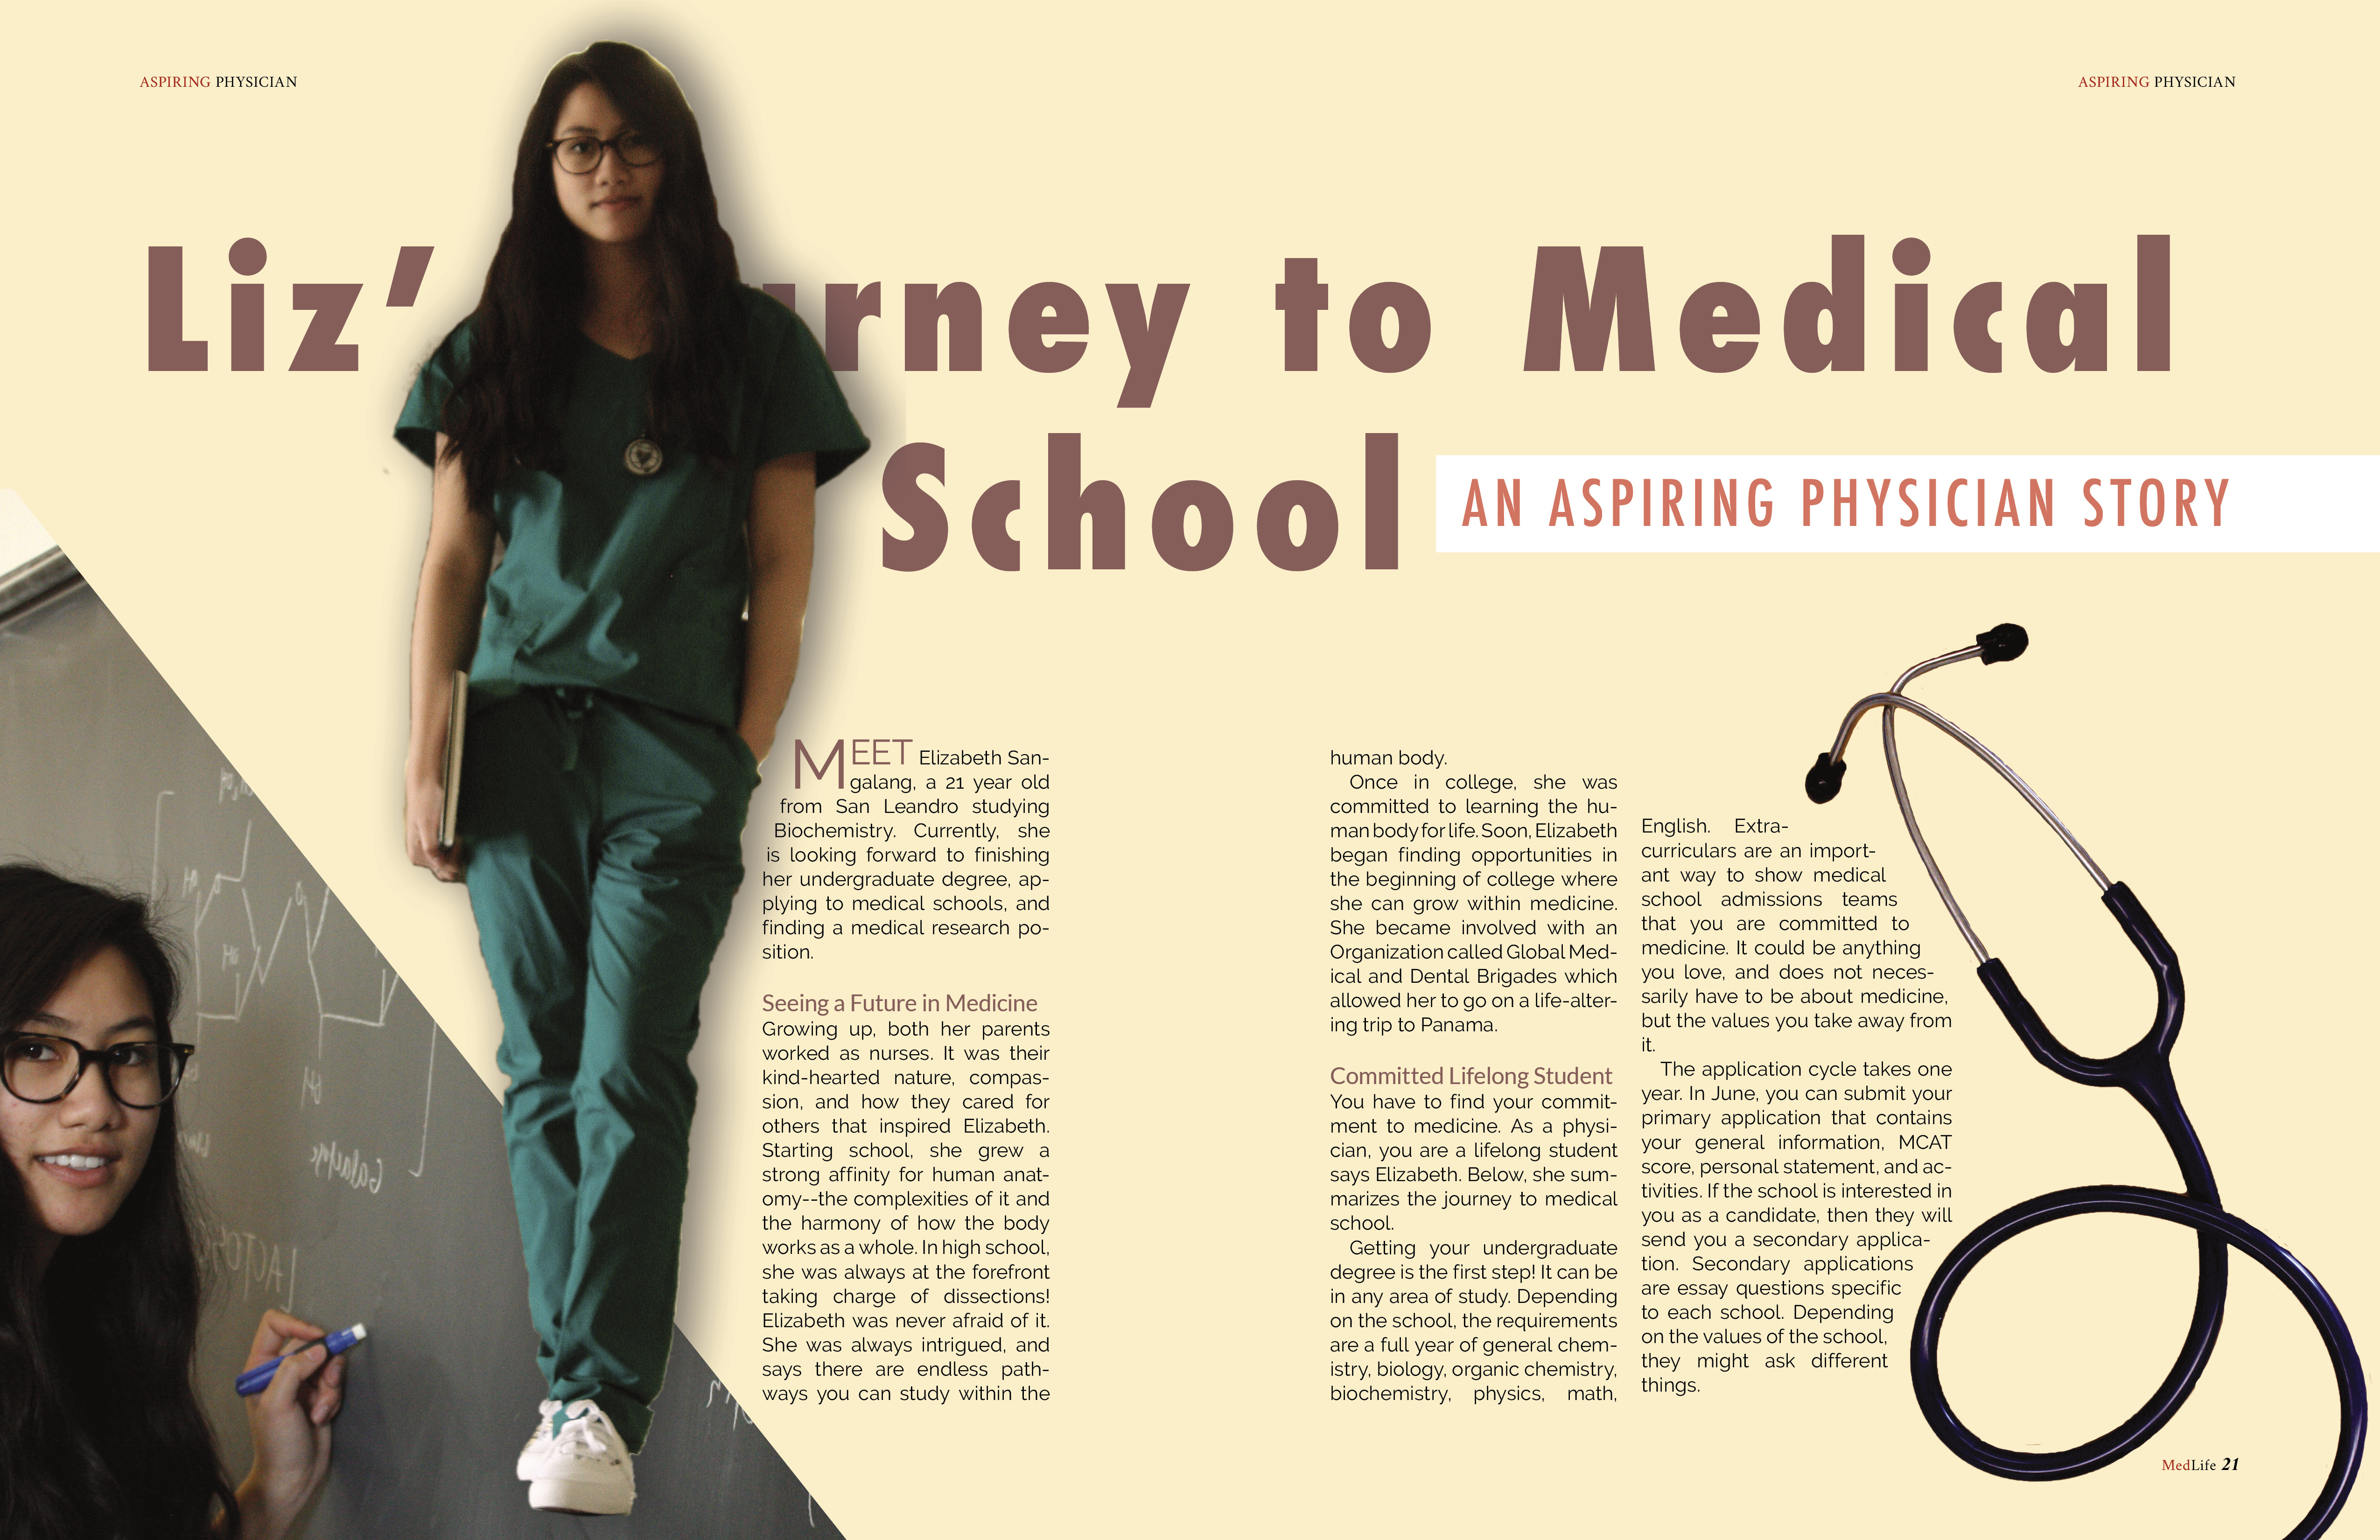 ASPIRING PHYSICIAN
ASPIRING PHYSICIAN
Liz’ urney to Medical
School
AN ASPIRING PHYSICIAN STORY
MEET Elizabeth San-
galang, a 21 year old
from San Leandro studying
Biochemistry. Currently, she
is looking forward to finishing
her undergraduate degree, ap-
plying to medical schools, and
finding a medical research po-
sition.
Seeing a Future in Medicine
Growing up, both her parents
worked as nurses. It was their
kind-hearted nature, compas-
sion, and how they cared for
others that inspired Elizabeth.
Starting school, she grew a
strong affinity for human anat-
omy--the complexities of it and
the harmony of how the body
works as a whole. In high school,
she was always at the forefront
taking charge of dissections!
Elizabeth was never afraid of it.
She was always intrigued, and
says there are endless path-
ways you can study within the
human body.
Once in college, she was
committed to learning the hu-
man body for life. Soon, Elizabeth
began finding opportunities in
the beginning of college where
she can grow within medicine.
She became involved with an
Organization called Global Med-
ical and Dental Brigades which
allowed her to go on a life-alter-
ing trip to Panama.
Committed Lifelong Student
You have to find your commit-
ment to medicine. As a physi-
cian, you are a lifelong student
says Elizabeth. Below, she sum-
marizes the journey to medical
school.
Getting your undergraduate
degree is the first step! It can be
in any area of study. Depending
on the school, the requirements
are a full year of general chem-
istry, biology, organic chemistry,
biochemistry, physics, math,
English. Extra-
curriculars are an import-
ant way to show medical
school admissions teams
that you are committed to
medicine. It could be anything
you love, and does not neces-
sarily have to be about medicine,
but the values you take away from
it.
The application cycle takes one
year. In June, you can submit your
primary application that contains
your general information, MCAT
score, personal statement, and ac-
tivities. If the school is interested in
you as a candidate, then they will
send you a secondary applica-
tion. Secondary applications
are essay questions specific
to each school. Depending
on the values of the school,
they might ask different
things.
MedLife 21